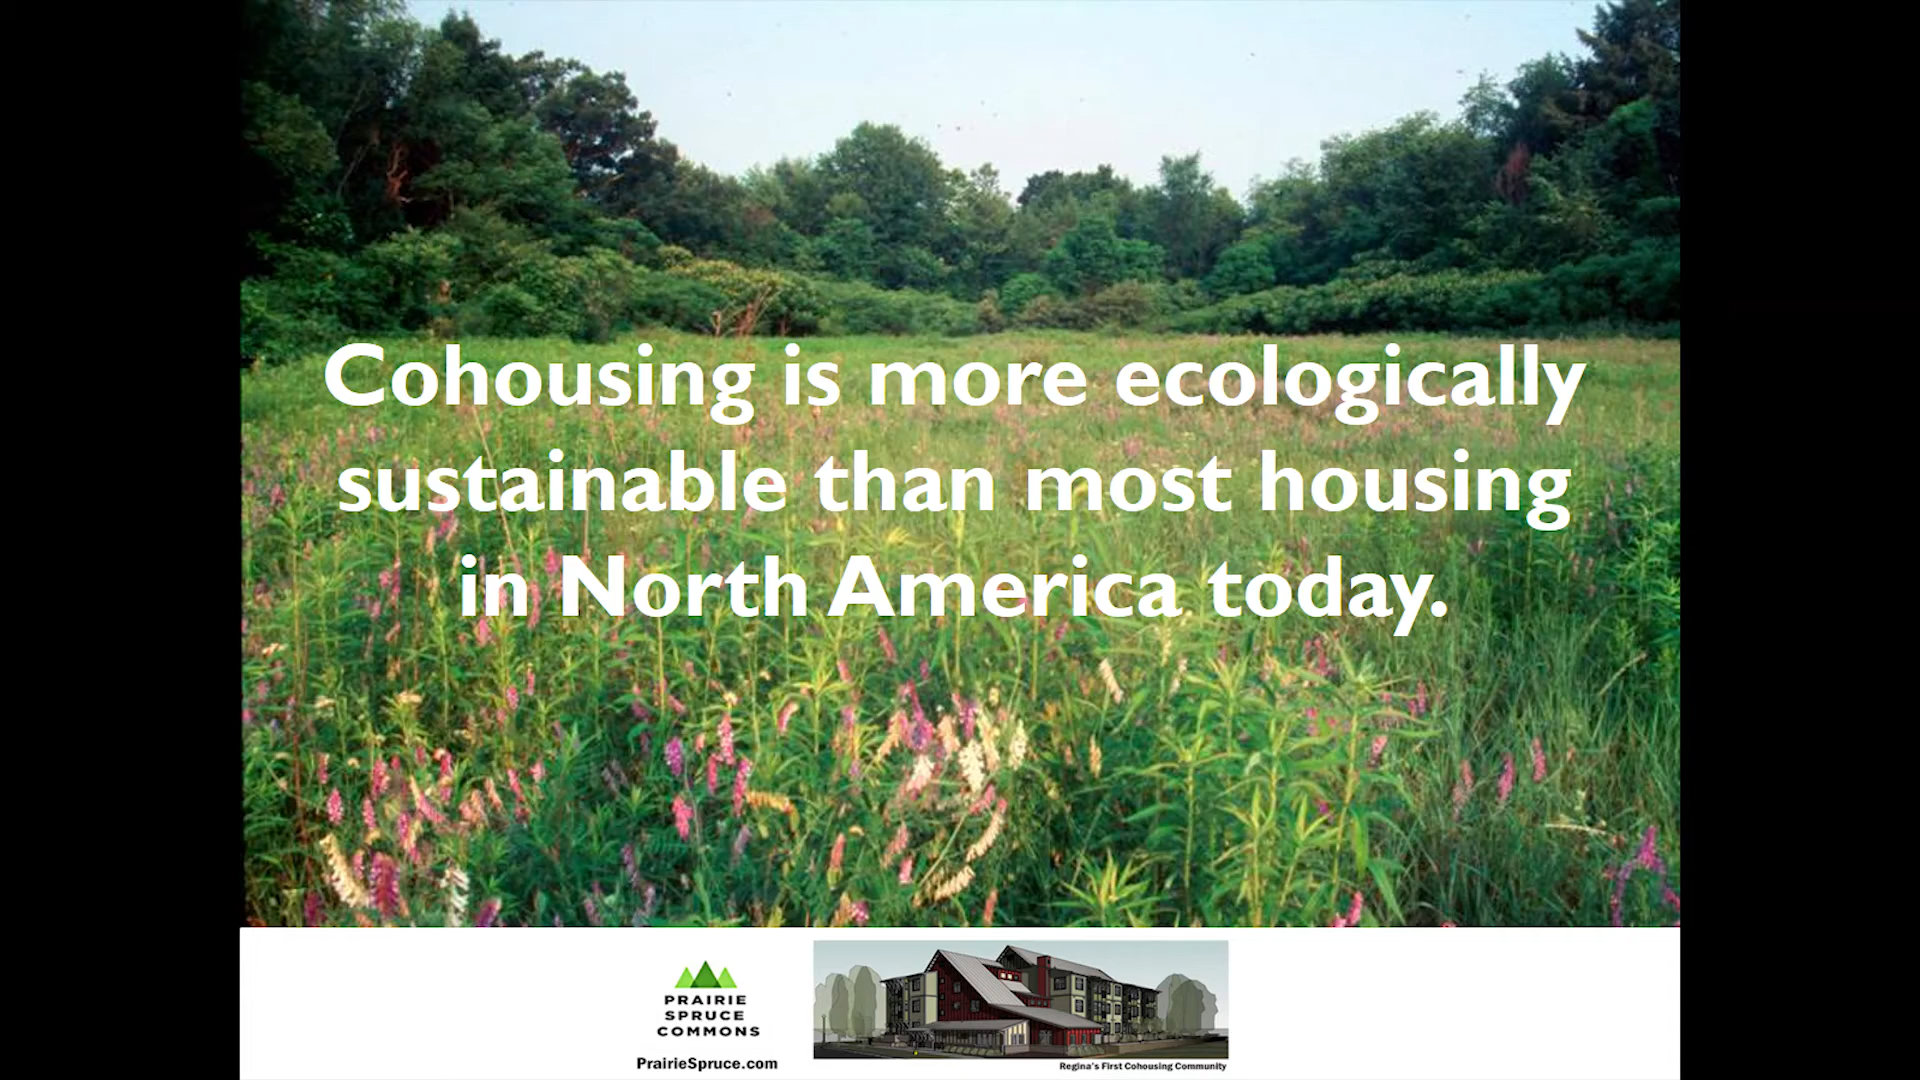 Cohousing is more ecologically
sustainable than most housing
in North America today.
PRAIRIE
SPRUCE
COMMONS
PrairieSpruce.com
Regina's First Cohousing Community